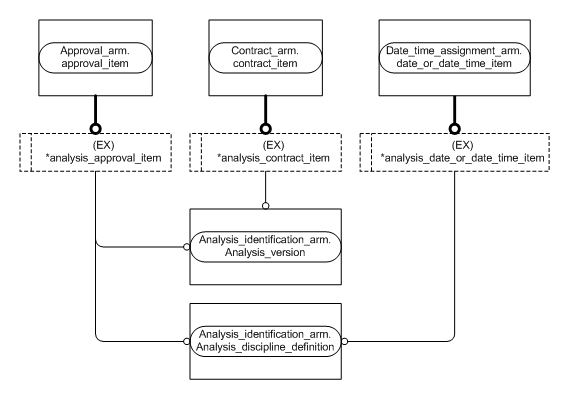 Approval_arm.
approval_item
Contract_arm.
contract_item
Date_time_assignment_arm.
date_or_date_time_item
(EX)
*analysis_approval_item
(EX)
*analysis_contract_item
(EX)
*analysis_date_or_date_time_item
Analysis_identification_arm.
Analysis_version
Analysis_identification_arm.
Analysis_discipline_definition